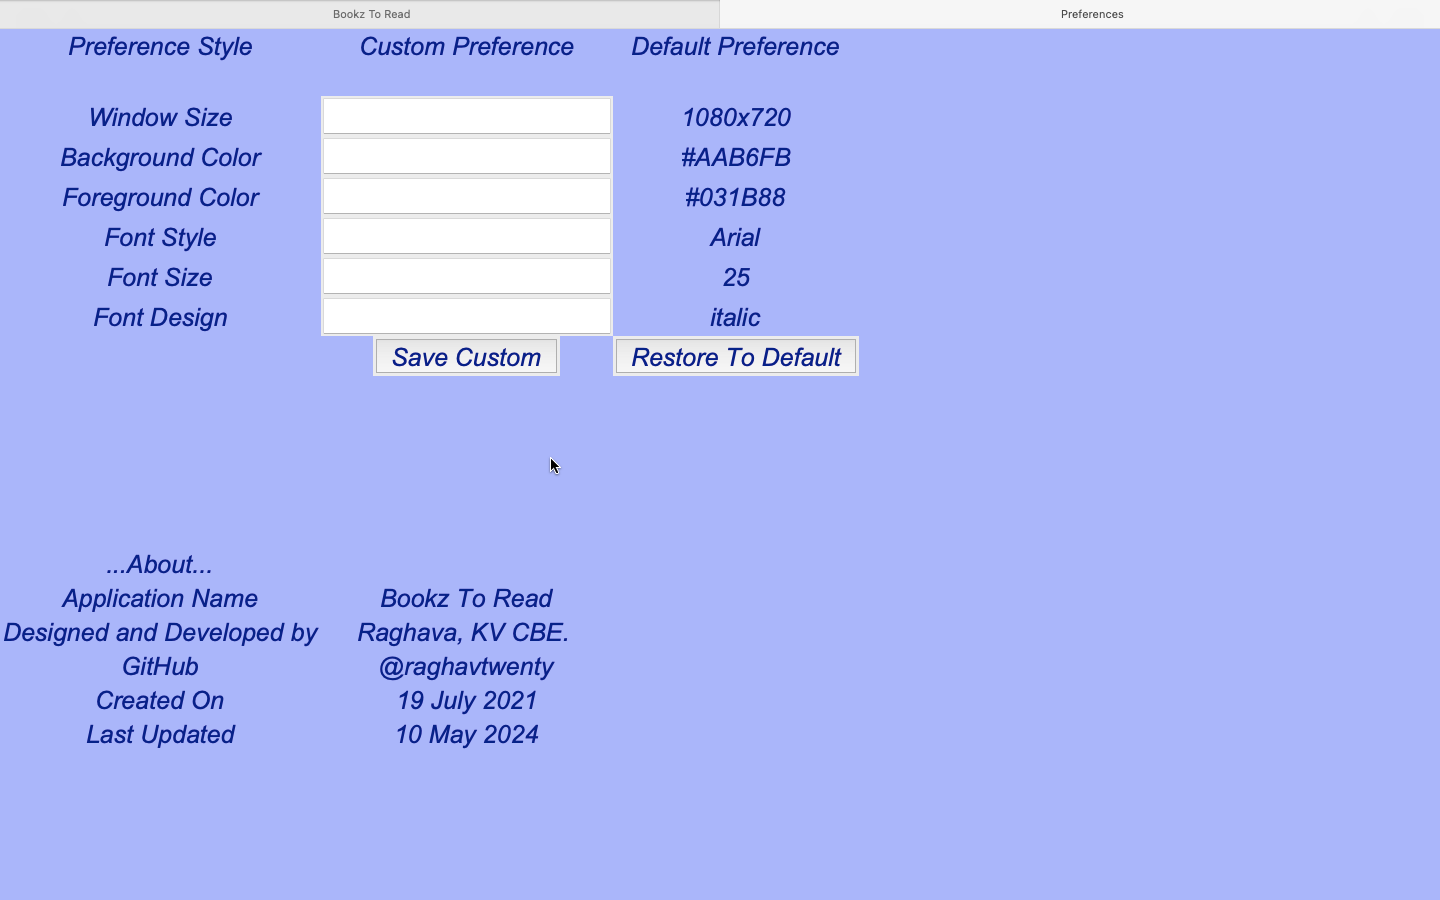 Bookz To Read Preferences
Preference Style Custom Preference Default Preference
Window Size 1080x720
Background Color #AAB6FB
Foreground Color #031B88
Font Style Arial
Font Size 25
Font Design italic
Save Custom Restore To Default
...About...
Application Name Bookz To Read
Designed and Developed by Raghava, KV CBE.
GitHub @raghavtwenty
Created On 19 July 2021
Last Updated 10 May 2024